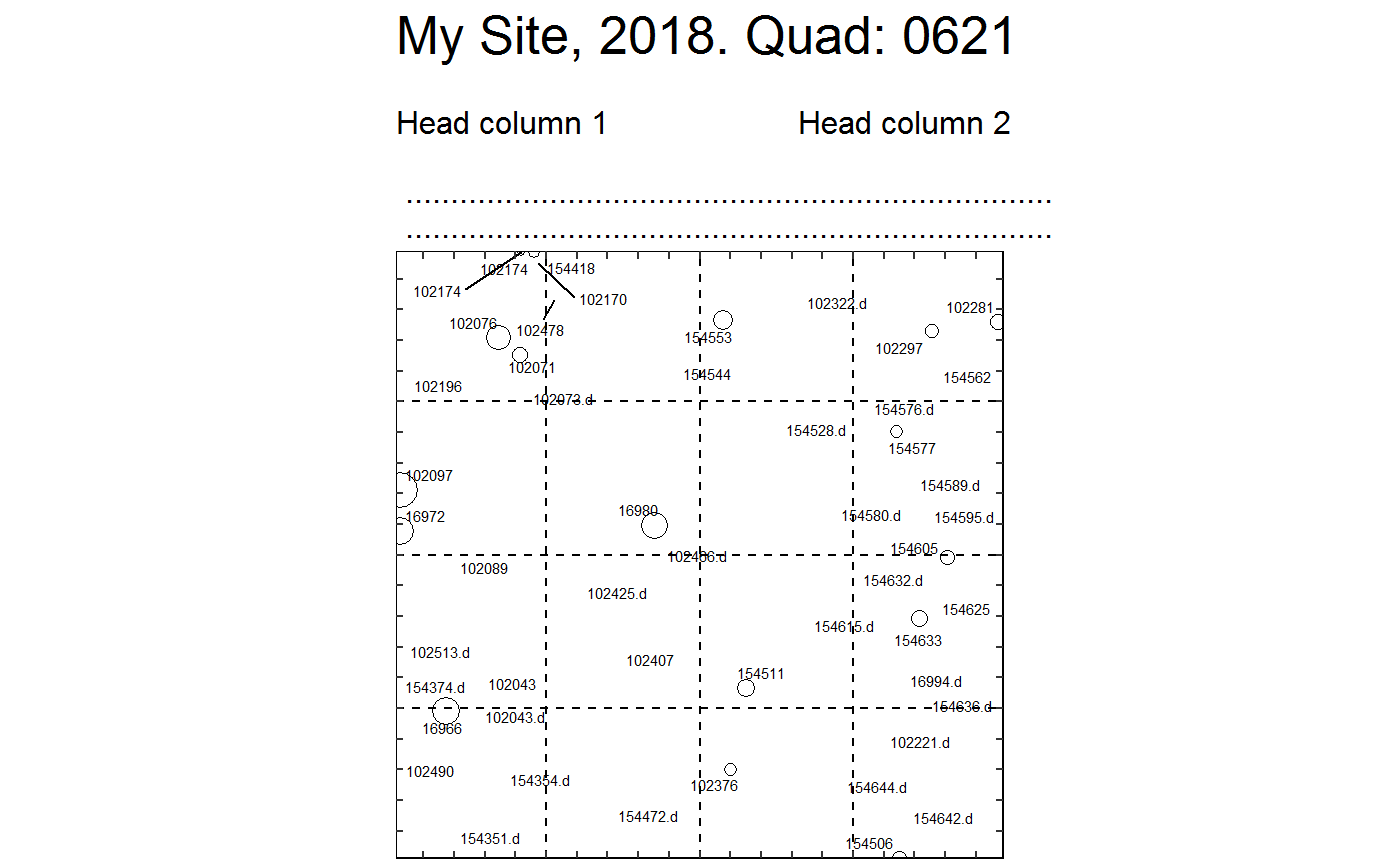 My Site, 2018. Quad: 0621
Head column 1 Head column 2
........................................................................
........................................................................
102174 154418
102174
102170
102322.d
102281
102076
102478
154553
102297
102071
154544
154562
102196
102073.d
154576.d
154528.d
154577
102097
154589.d
16980
16972
154580.d
154595.d
154605
102486.d
102089
154632.d
102425.d
154625
154615.d
154633
102513.d
102407
154511
16994.d
102043
154374.d
154636.d
102043.d
16966
102221.d
102490
154354.d
102376
154644.d
154472.d
154642.d
154351.d
154506